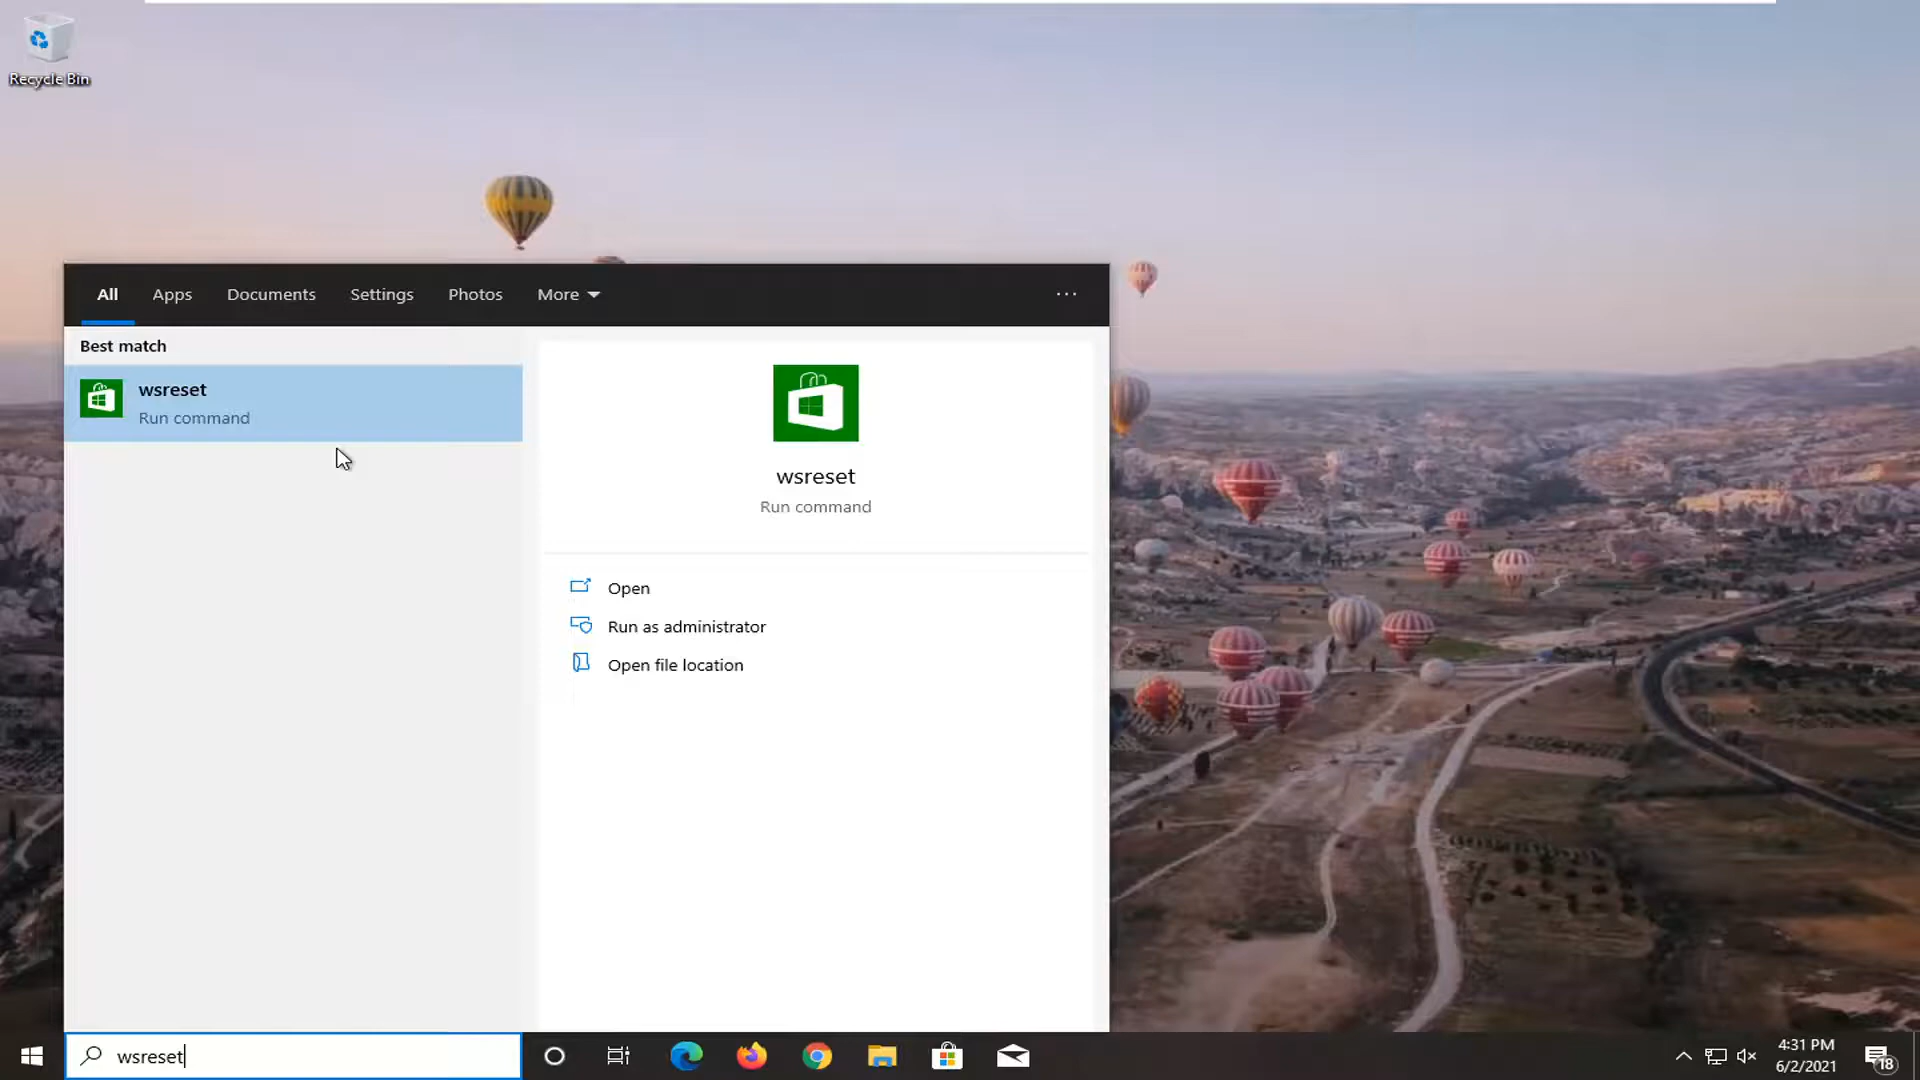 Recycle Bin
All Apps Documents Settings Photos More ...
Best match
wsreset
Run command
wsreset
Run command
Open
Run as administrator
Open file location
wsreset
4:31 PM
6/2/2021
18